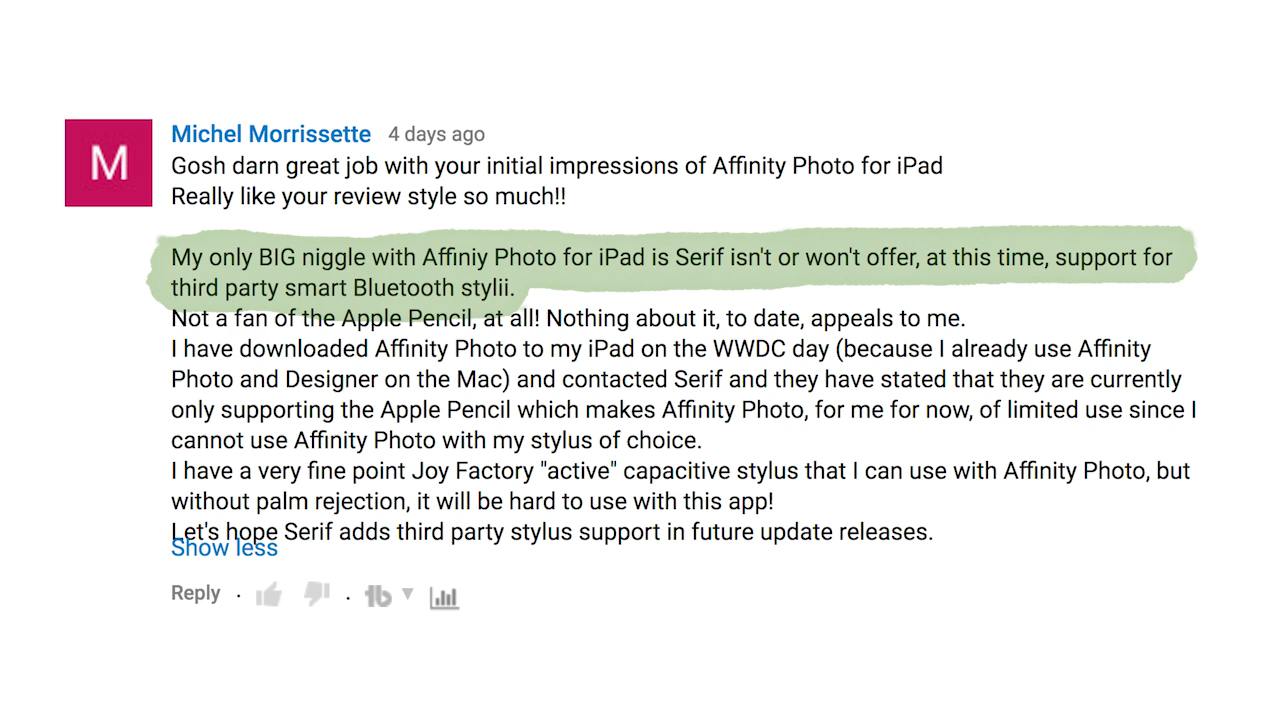 M
Michel Morrissette 4 days ago
Gosh darn great job with your initial impressions of Affinity Photo for iPad
Really like your review style so much!!
My only BIG niggle with Affiniy Photo for iPad is Serif isn't or won't offer, at this time, support for
third party smart Bluetooth stylii.
Not a fan of the Apple Pencil, at all! Nothing about it, to date, appeals to me.
I have downloaded Affinity Photo to my iPad on the WWDC day (because I already use Affinity
Photo and Designer on the Mac) and contacted Serif and they have stated that they are currently
only supporting the Apple Pencil which makes Affinity Photo, for me for now, of limited use since I
cannot use Affinity Photo with my stylus of choice.
I have a very fine point Joy Factory "active" capacitive stylus that I can use with Affinity Photo, but
without palm rejection, it will be hard to use with this app!
Let's hope Serif adds third party stylus support in future update releases.
Show less
Reply